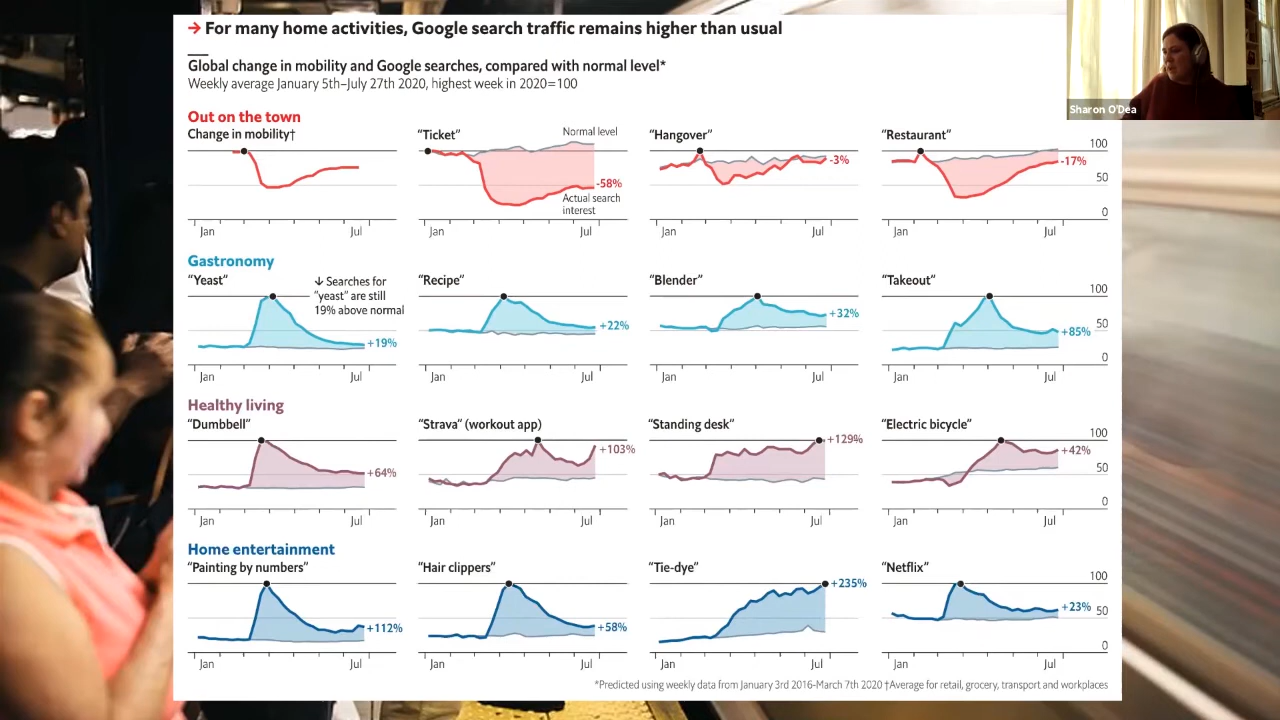 → For many home activities, Google search traffic remains higher than usual
Sharon O'Dea
Global change in mobility and Google searches, compared with normal level*
Weekly average January 5th–July 27th 2020, highest week in 2020=100
Out on the town
Change in mobility†
Jan
Jul
"Ticket"
Normal level
-58%
Actual search
interest
Jan
Jul
"Hangover"
-3%
Jan
Jul
"Restaurant"
100
-17%
50
0
Jan
Jul
Gastronomy
"Yeast"
↓ Searches for
"yeast" are still
19% above normal
+19%
Jan
Jul
"Recipe"
+22%
Jan
Jul
"Blender"
+32%
Jan
Jul
"Takeout"
100
50
+85%
0
Jan
Jul
Healthy living
"Dumbbell"
+64%
Jan
Jul
"Strava" (workout app)
+103%
Jan
Jul
"Standing desk"
+129%
Jan
Jul
"Electric bicycle"
100
+42%
50
0
Jan
Jul
Home entertainment
"Painting by numbers"
+112%
Jan
Jul
"Hair clippers"
+58%
Jan
Jul
"Tie-dye"
+235%
Jan
Jul
"Netflix"
100
+23%
50
0
Jan
Jul
*Predicted using weekly data from January 3rd 2016-March 7th 2020 †Average for retail, grocery, transport and workplaces